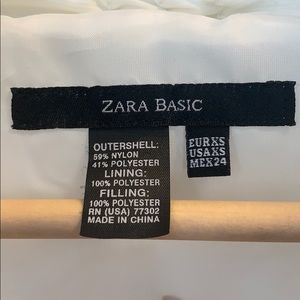 ZARA BASIC
OUTERSHELL:
59% NYLON
41% POLYESTER
LINING:
100% POLYESTER
FILLING:
100% POLYESTER
RN (USA) 77302
MADE IN CHINA
EUR XS
USA XS
MEX 24